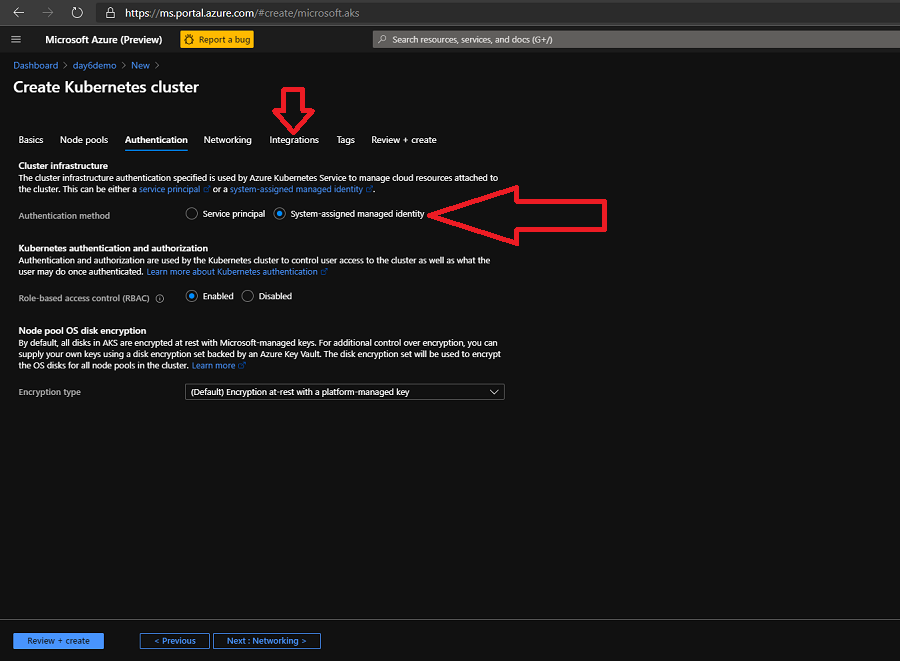 https://ms.portal.azure.com/#create/microsoft.aks
Microsoft Azure (Preview) Report a bug Search resources, services, and docs (G+/)
Dashboard > day6demo > New >
Create Kubernetes cluster
Basics Node pools Authentication Networking Integrations Tags Review + create
Cluster infrastructure
The cluster infrastructure authentication specified is used by Azure Kubernetes Service to manage cloud resources attached to
the cluster. This can be either a service principal or a system-assigned managed identity .
Authentication method Service principal System-assigned managed identity
Kubernetes authentication and authorization
Authentication and authorization are used by the Kubernetes cluster to control user access to the cluster as well as what the
user may do once authenticated. Learn more about Kubernetes authentication
Role-based access control (RBAC) Enabled Disabled
Node pool OS disk encryption
By default, all disks in AKS are encrypted at rest with Microsoft-managed keys. For additional control over encryption, you can
supply your own keys using a disk encryption set backed by an Azure Key Vault. The disk encryption set will be used to encrypt
the OS disks for all node pools in the cluster. Learn more
Encryption type (Default) Encryption at-rest with a platform-managed key
Review + create < Previous Next : Networking >